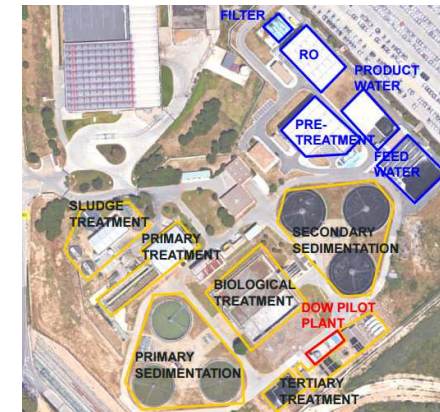 FILTER
RO
PRODUCT
WATER
PRE-
TREATMENT
FEED
WATER
SLUDGE
TREATMENT
PRIMARY
TREATMENT
SECONDARY
SEDIMENTATION
BIOLOGICAL
TREATMENT
DOW PILOT
PLANT
PRIMARY
SEDIMENTATION
TERTIARY
TREATMENT